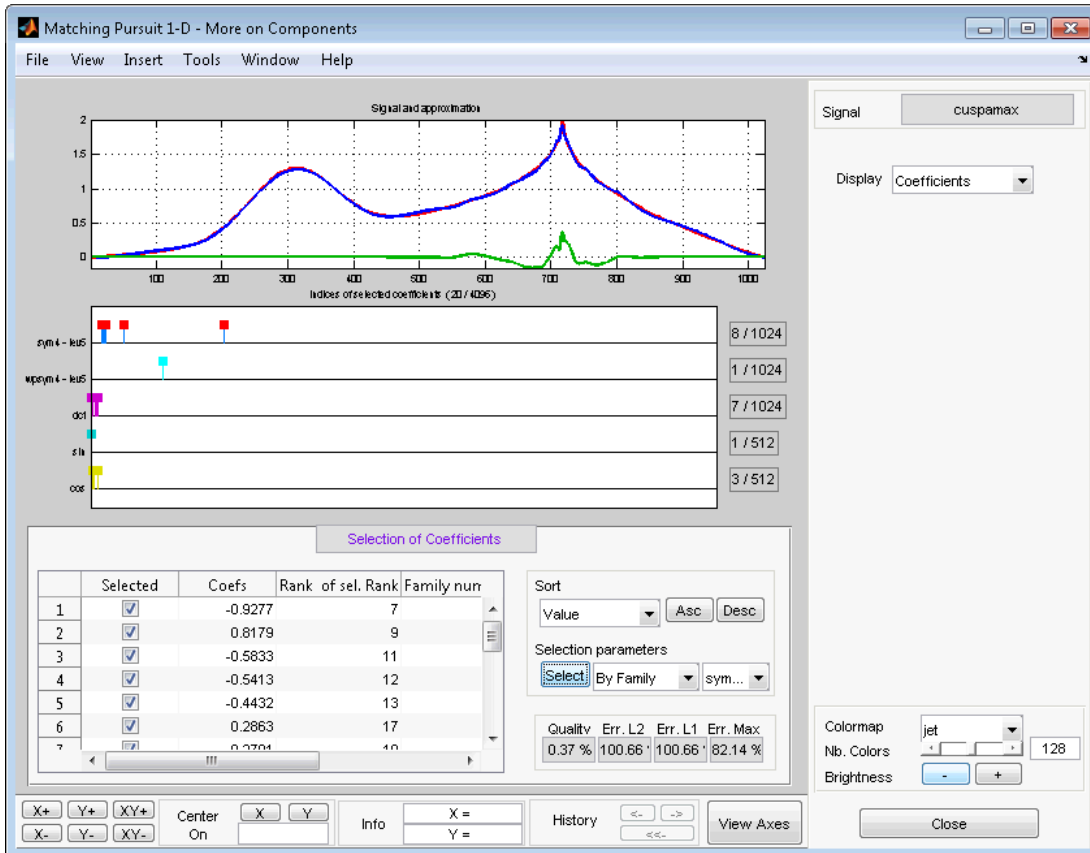 Matching Pursuit 1-D - More on Components
File View Insert Tools Window Help
Signal and approximation
2
1.5
1
0.5
0
100 200 300 400 500 600 700 800 900 1000
Indices of selected coefficients (20 / 4096)
sym4 - lev5
8 / 1024
wpsym4 - lev5
1 / 1024
dct
7 / 1024
sin
1 / 512
cos
3 / 512
Signal cuspamax
Display Coefficients
Selection of Coefficients
Selected Coefs Rank of sel. Rank Family num
1 -0.9277 7
2 0.8179 9
3 -0.5833 11
4 -0.5413 12
5 -0.4432 13
6 0.2863 17
Sort
Value Asc Desc
Selection parameters
Select By Family sym...
Quality Err. L2 Err. L1 Err. Max
0.37 % 100.66 100.66 82.14 %
Colormap jet
Nb. Colors 128
Brightness - +
X+ Y+ XY+
X- Y- XY-
Center On X Y
Info X =
Y =
History <- ->
<<-
View Axes
Close